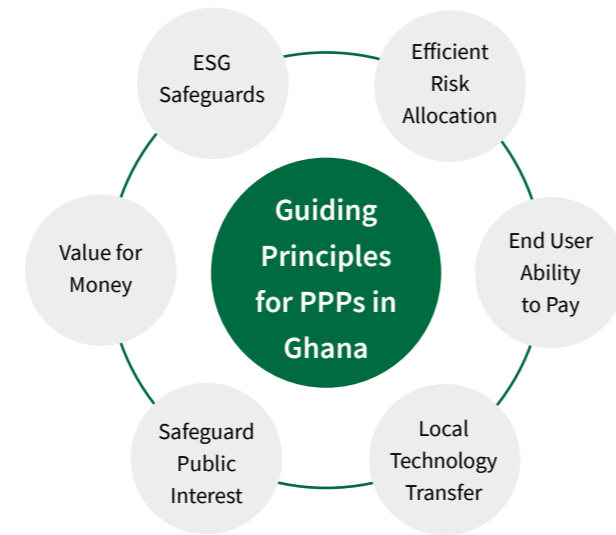 ESG
Safeguards
Efficient
Risk
Allocation
Value for
Money
Guiding
Principles
for PPPs in
Ghana
End User
Ability
to Pay
Safeguard
Public
Interest
Local
Technology
Transfer